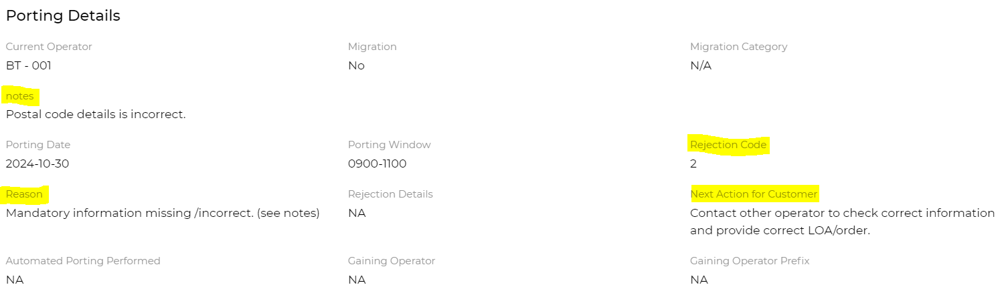 Porting Details
Current Operator
Migration
Migration Category
BT - 001
No
N/A
notes
Postal code details is incorrect.
Porting Date
Porting Window
Rejection Code
2024-10-30
0900-1100
2
Reason
Rejection Details
Next Action for Customer
Mandatory information missing /incorrect. (see notes)
NA
Contact other operator to check correct information
and provide correct LOA/order.
Automated Porting Performed
Gaining Operator
Gaining Operator Prefix
NA
NA
NA